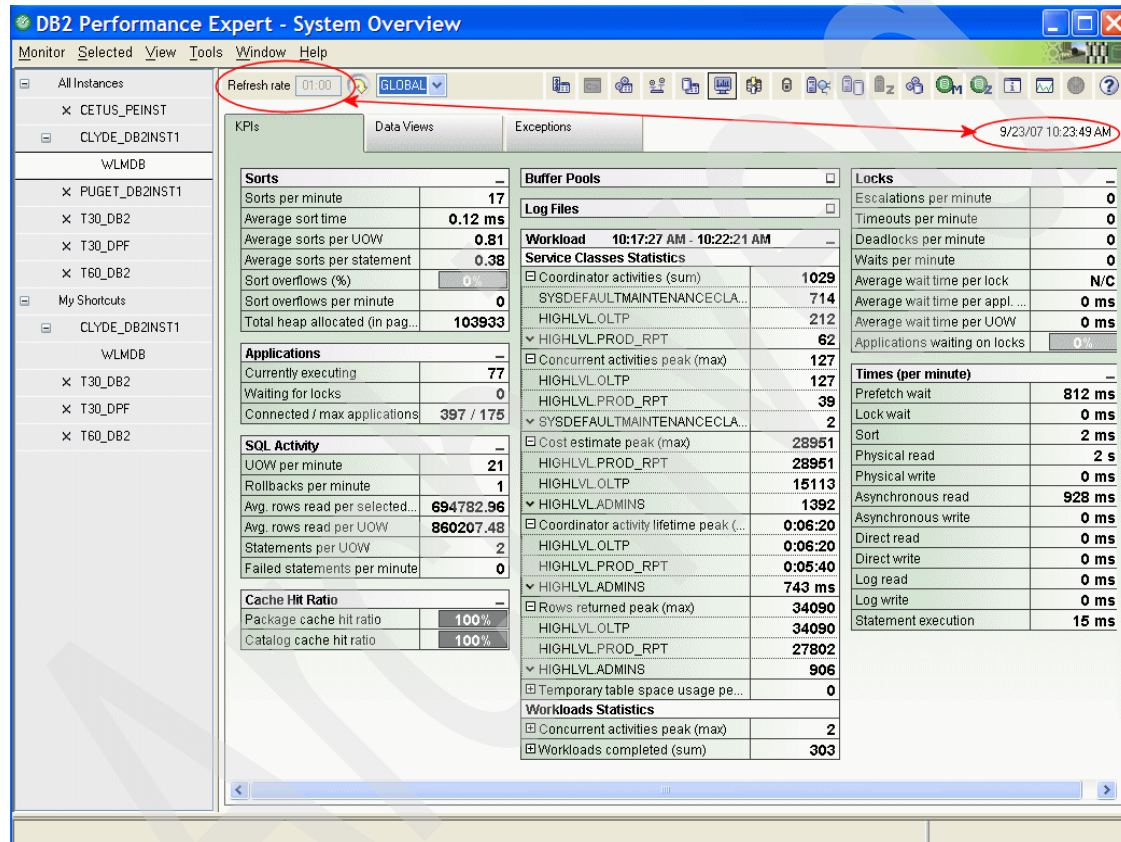 DB2 Performance Expert - System Overview
Monitor Selected View Tools Window Help
All Instances
CETUS_PEINST
CLYDE_DB2INST1
WLMDB
PUGET_DB2INST1
T30_DB2
T30_DPF
T60_DB2
My Shortcuts
CLYDE_DB2INST1
WLMDB
T30_DB2
T30_DPF
T60_DB2
Refresh rate 01:00 GLOBAL
KPIs Data Views Exceptions
9/23/07 10:23:49 AM
Sorts
Sorts per minute 17
Average sort time 0.12 ms
Average sorts per UOW 0.81
Average sorts per statement 0.38
Sort overflows (%) 0%
Sort overflows per minute 0
Total heap allocated (in pag... 103933
Applications
Currently executing 77
Waiting for locks 0
Connected / max applications 397 / 175
SQL Activity
UOW per minute 21
Rollbacks per minute 1
Avg. rows read per selected... 694782.96
Avg. rows read per UOW 860207.48
Statements per UOW 2
Failed statements per minute 0
Cache Hit Ratio
Package cache hit ratio 100%
Catalog cache hit ratio 100%
Buffer Pools
Log Files
Workload 10:17:27 AM - 10:22:21 AM
Service Classes Statistics
Coordinator activities (sum) 1029
SYSDEFAULTMAINTENANCECLA... 714
HIGHLVL.OLTP 212
HIGHLVL.PROD_RPT 62
Concurrent activities peak (max) 127
HIGHLVL.OLTP 127
HIGHLVL.PROD_RPT 39
SYSDEFAULTMAINTENANCECLA... 2
Cost estimate peak (max) 28951
HIGHLVL.PROD_RPT 28951
HIGHLVL.OLTP 15113
HIGHLVL.ADMINS 1392
Coordinator activity lifetime peak (... 0:06:20
HIGHLVL.OLTP 0:06:20
HIGHLVL.PROD_RPT 0:05:40
HIGHLVL.ADMINS 743 ms
Rows returned peak (max) 34090
HIGHLVL.OLTP 34090
HIGHLVL.PROD_RPT 27802
HIGHLVL.ADMINS 906
Temporary table space usage pe... 0
Workloads Statistics
Concurrent activities peak (max) 2
Workloads completed (sum) 303
Locks
Escalations per minute 0
Timeouts per minute 0
Deadlocks per minute 0
Waits per minute 0
Average wait time per lock N/C
Average wait time per appl. ... 0 ms
Average wait time per UOW 0 ms
Applications waiting on locks 0%
Times (per minute)
Prefetch wait 812 ms
Lock wait 0 ms
Sort 2 ms
Physical read 2 s
Physical write 0 ms
Asynchronous read 928 ms
Asynchronous write 0 ms
Direct read 0 ms
Direct write 0 ms
Log read 0 ms
Log write 0 ms
Statement execution 15 ms